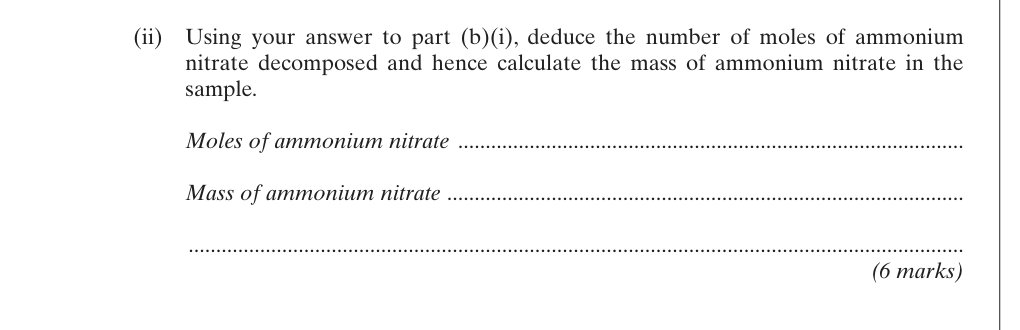 (ii) Using your answer to part (b)(i), deduce the number of moles of ammonium
nitrate decomposed and hence calculate the mass of ammonium nitrate in the
sample.
Moles of ammonium nitrate ...............................................................................................
Mass of ammonium nitrate .................................................................................................
..................................................................................................................................................
(6 marks)